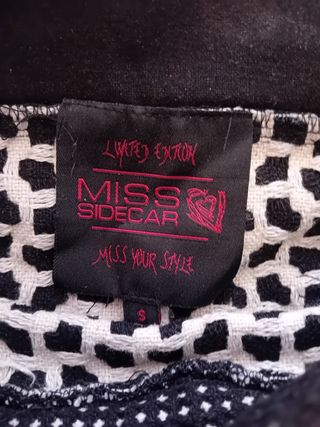 LIMITED EDITION
MISS
SIDECAR
MISS YOUR STYLE
S